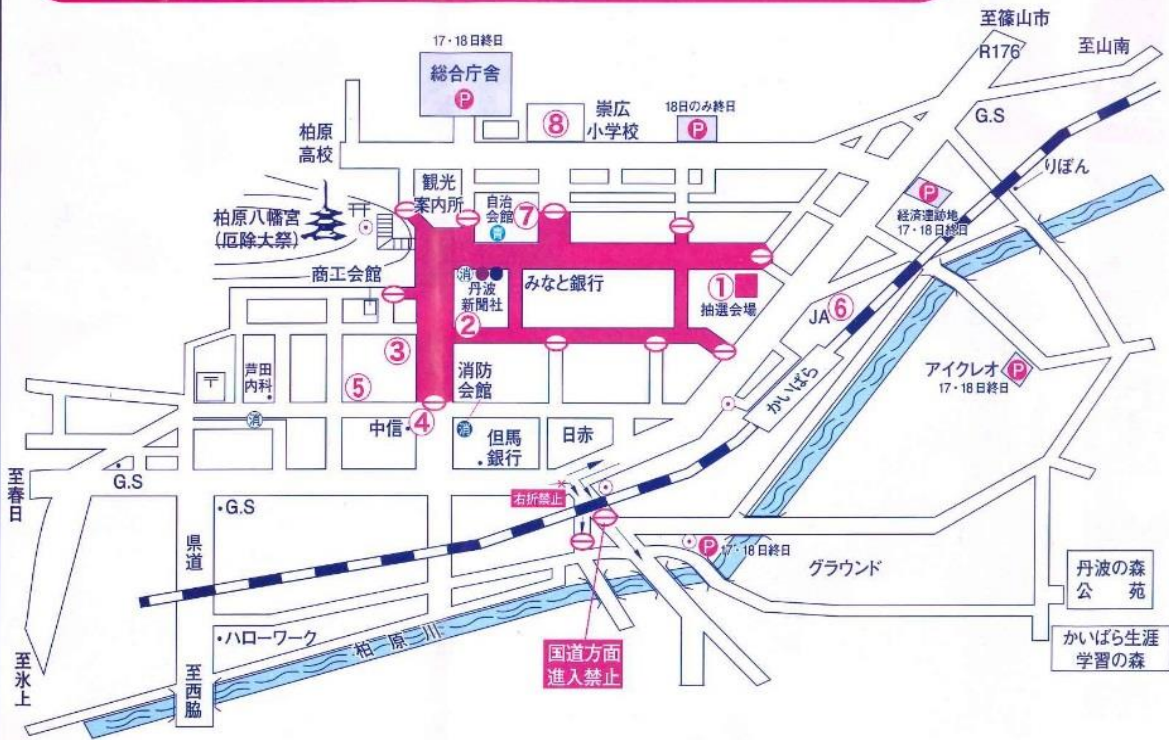 至篠山市
R176
至山南
17・18日終日
総合庁舎
P
⑧
崇広
小学校
18日のみ終日
P
G.S
柏原
高校
観光
案内所
自治
会館
⑦
青
りぼん
P
経済連跡地
17・18日終日
柏原八幡宮
(厄除大祭)
商工会館
消
丹波
新聞社
②
みなと銀行
①
抽選会場
JA
⑥
③
⑤
〒
芦田
内科
消防
会館
かいばら
アイクレオ
P
17・18日終日
消
中信
④
消
但馬
銀行
日赤
至春日
G.S
G.S
右折禁止
県道
P
17・18日終日
グラウンド
丹波の森
公苑
ハローワーク
柏原川
国道方面
進入禁止
かいばら生涯
学習の森
至氷上
至西脇